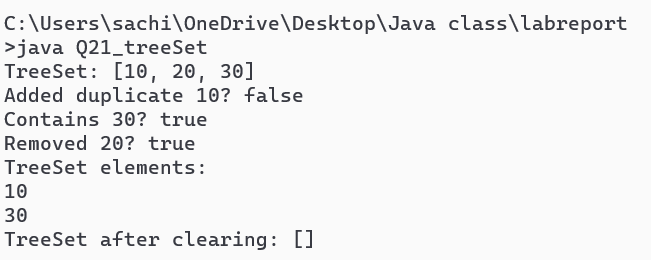 C:\Users\sachi\OneDrive\Desktop\Java class\labreport
>java Q21_treeSet
TreeSet: [10, 20, 30]
Added duplicate 10? false
Contains 30? true
Removed 20? true
TreeSet elements:
10
30
TreeSet after clearing: []